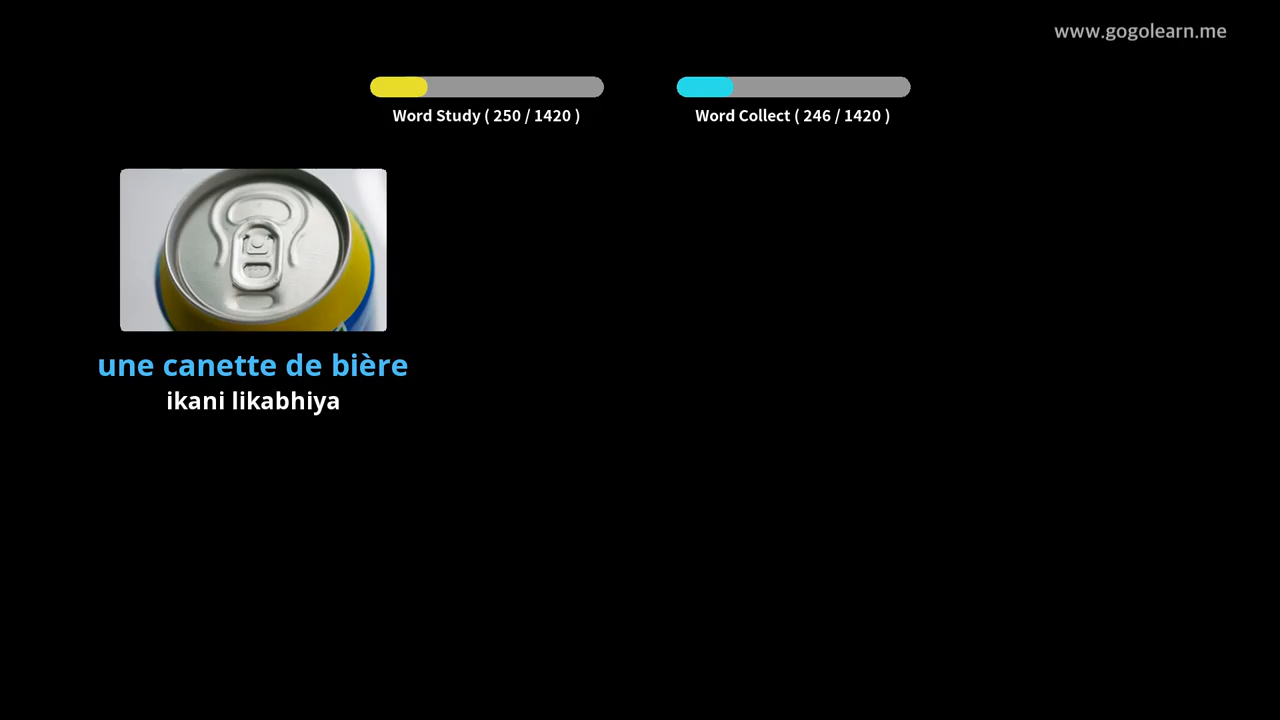 www.gogolearn.me
Word Study ( 250 / 1420 )
Word Collect ( 246 / 1420 )
une canette de bière
ikani likabhiya